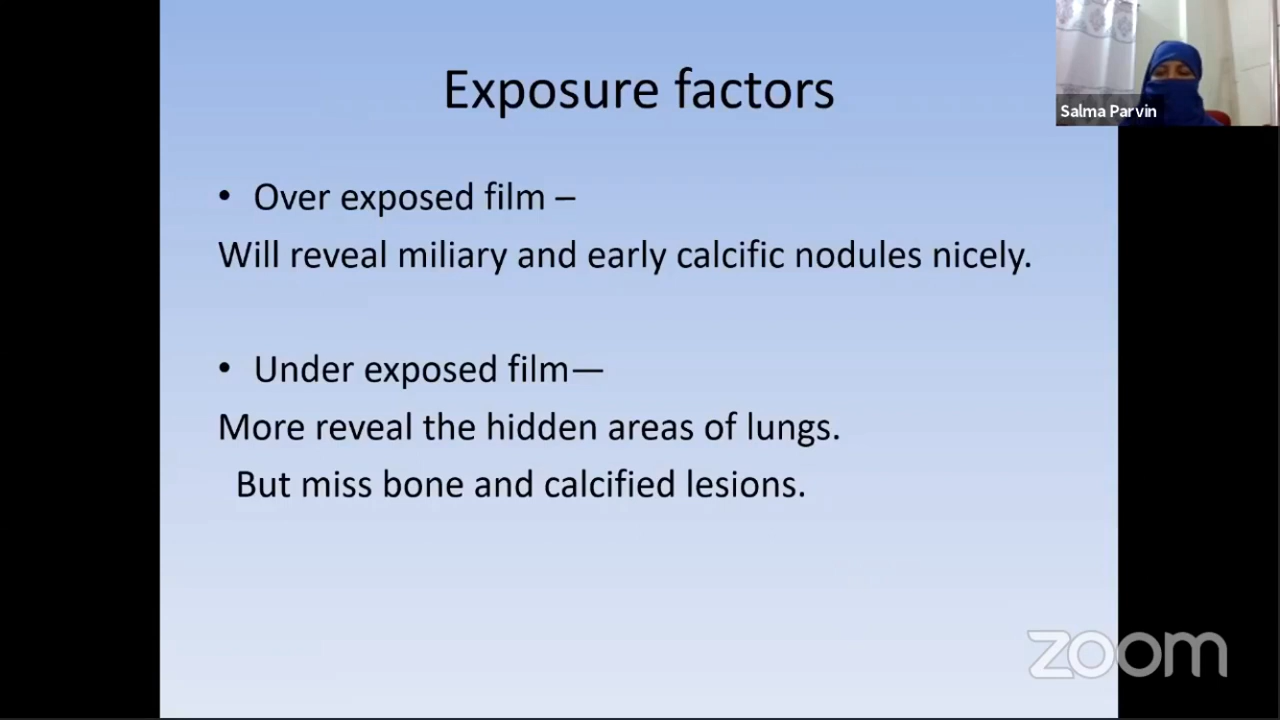 Exposure factors
Salma Parvin
• Over exposed film –
Will reveal miliary and early calcific nodules nicely.
• Under exposed film—
More reveal the hidden areas of lungs.
But miss bone and calcified lesions.
zoom